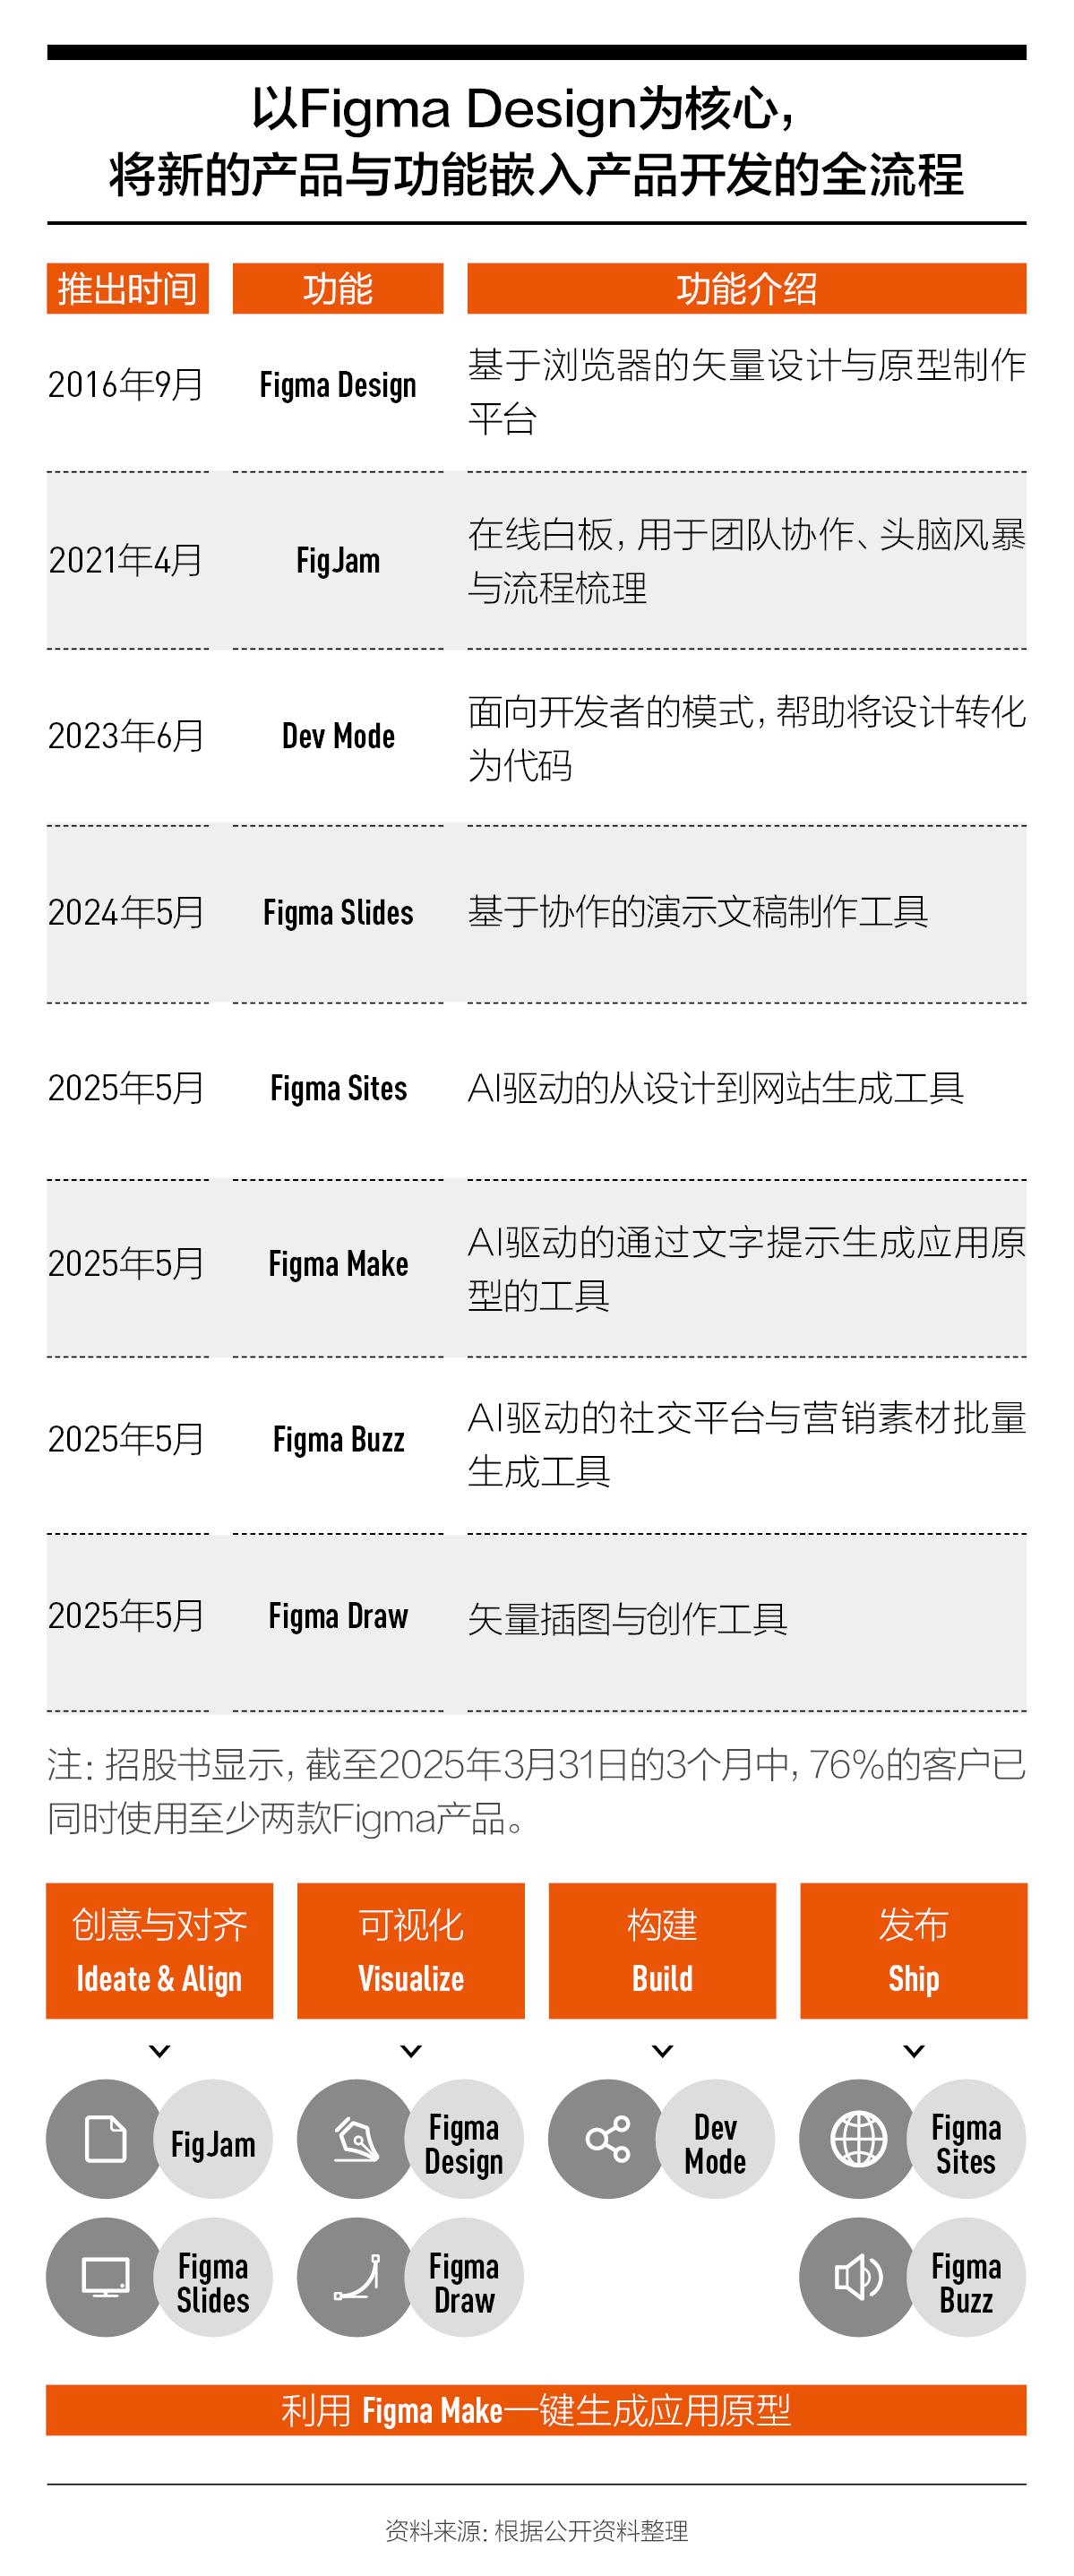 以Figma Design为核心，
将新的产品与功能嵌入产品开发的全流程
推出时间 功能 功能介绍
2016年9月 Figma Design 基于浏览器的矢量设计与原型制作
平台
2021年4月 FigJam 在线白板，用于团队协作、头脑风暴
与流程梳理
2023年6月 Dev Mode 面向开发者的模式，帮助将设计转化
为代码
2024年5月 Figma Slides 基于协作的演示文稿制作工具
2025年5月 Figma Sites AI驱动的从设计到网站生成工具
2025年5月 Figma Make AI驱动的通过文字提示生成应用原
型的工具
2025年5月 Figma Buzz AI驱动的社交平台与营销素材批量
生成工具
2025年5月 Figma Draw 矢量插图与创作工具
注：招股书显示，截至2025年3月31日的3个月中，76%的客户已
同时使用至少两款Figma产品。
创意与对齐 可视化 构建 发布
Ideate & Align Visualize Build Ship
FigJam
Figma
Design
Dev
Mode
Figma
Sites
Figma
Slides
Figma
Draw
Figma
Buzz
利用 Figma Make一键生成应用原型
资料来源：根据公开资料整理